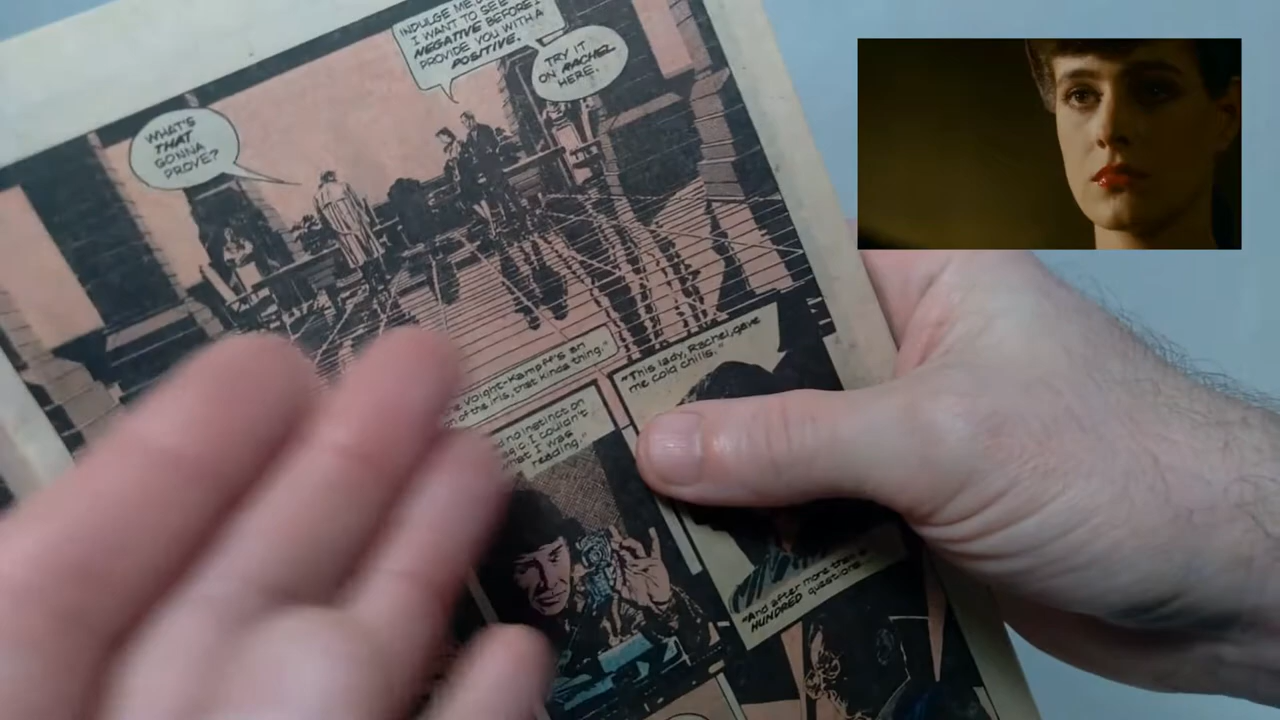 INDULGE ME.
I WANT TO SEE
NEGATIVE BEFORE I
PROVIDE YOU WITH A
POSITIVE.
TRY IT
ON RACHEL
HERE.
WHAT'S
THAT
GONNA
PROVE?
Voight-Kampff's an
of the iris, that kinda thing."
"This lady, Rachel, gave
me cold chills."
no instinct on
I couldn't
what I was
reading."
"And after more than a
HUNDRED questions